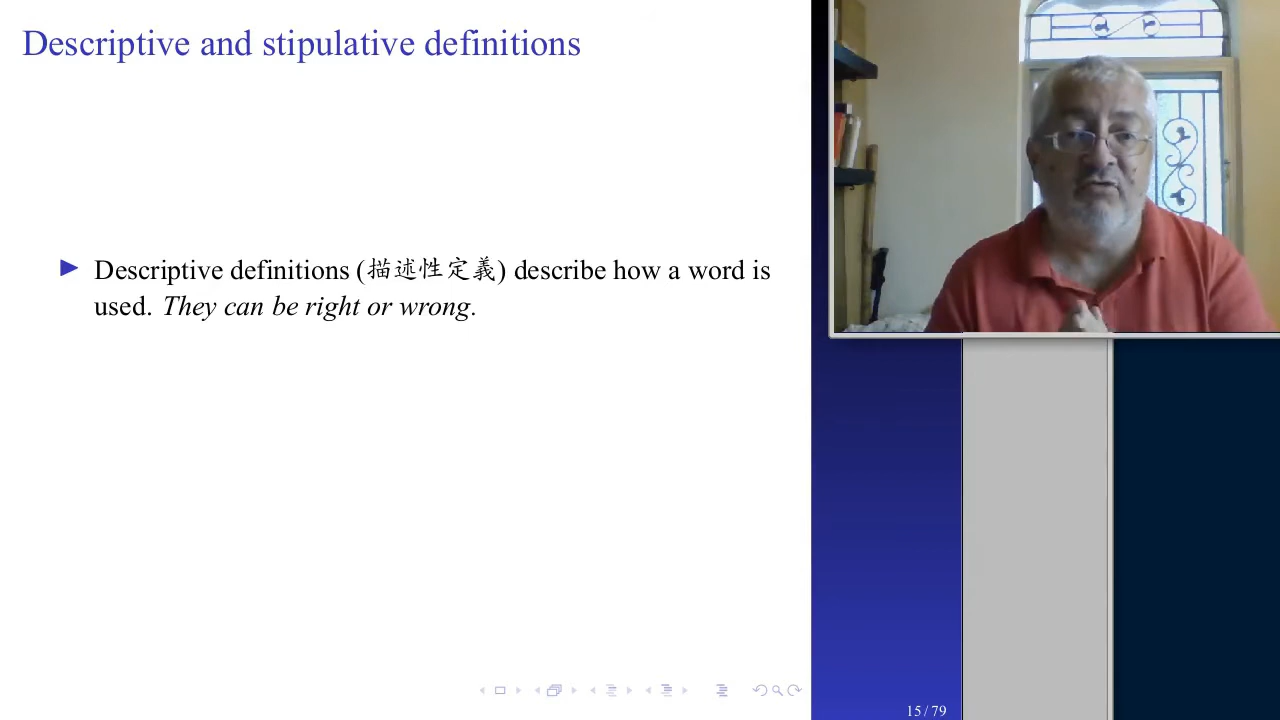 Descriptive and stipulative definitions
Descriptive definitions (描述性定義) describe how a word is
used. They can be right or wrong.
15/79